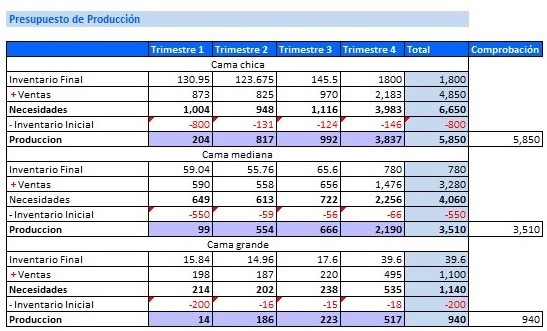 Presupuesto de Producción
Trimestre 1 Trimestre 2 Trimestre 3 Trimestre 4 Total Comprobación
Cama chica
Inventario Final 130.95 123.675 145.5 1800 1,800
+ Ventas 873 825 970 2,183 4,850
Necesidades 1,004 948 1,116 3,983 6,650
- Inventario Inicial -800 -131 -124 -146 -800
Produccion 204 817 992 3,837 5,850 5,850
Cama mediana
Inventario Final 59.04 55.76 65.6 780 780
+ Ventas 590 558 656 1,476 3,280
Necesidades 649 613 722 2,256 4,060
- Inventario Inicial -550 -59 -56 -66 -550
Produccion 99 554 666 2,190 3,510 3,510
Cama grande
Inventario Final 15.84 14.96 17.6 39.6 39.6
+ Ventas 198 187 220 495 1,100
Necesidades 214 202 238 535 1,140
- Inventario Inicial -200 -16 -15 -18 -200
Produccion 14 186 223 517 940 940